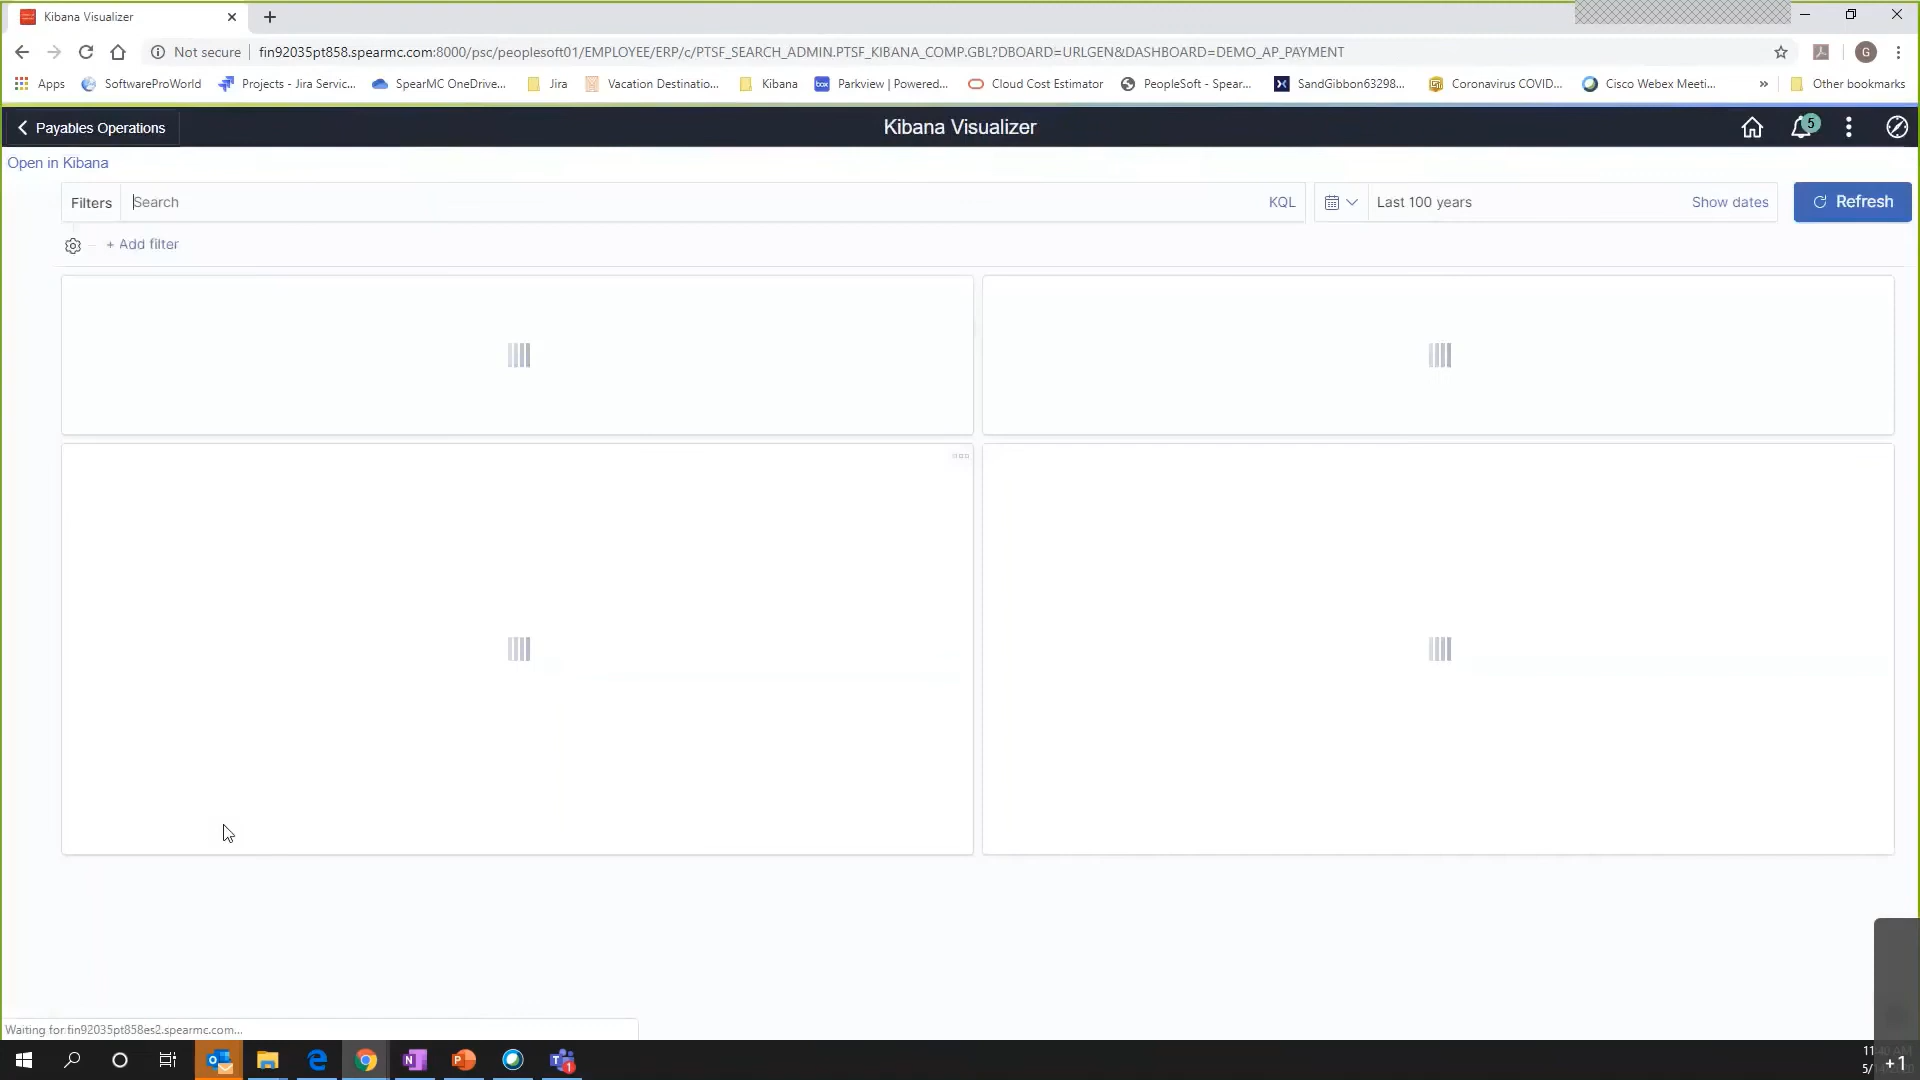 Kibana Visualizer
Not secure fin92035pt858.spearmc.com:8000/psc/peoplesoft01/EMPLOYEE/ERP/c/PTSF_SEARCH_ADMIN.PTSF_KIBANA_COMP.GBL?DBOARD=URLGEN&DASHBOARD=DEMO_AP_PAYMENT G
Apps SoftwareProWorld Projects - Jira Servic... SpearMC OneDrive... Jira Vacation Destinatio... Kibana box Parkview | Powered... Cloud Cost Estimator PeopleSoft - Spear... SandGibbon63298... Coronavirus COVID... Cisco Webex Meeti... » Other bookmarks
Payables Operations Kibana Visualizer 5
Open in Kibana
Filters Search KQL Last 100 years Show dates Refresh
+ Add filter
Waiting for fin92035pt858es2.spearmc.com...
+1